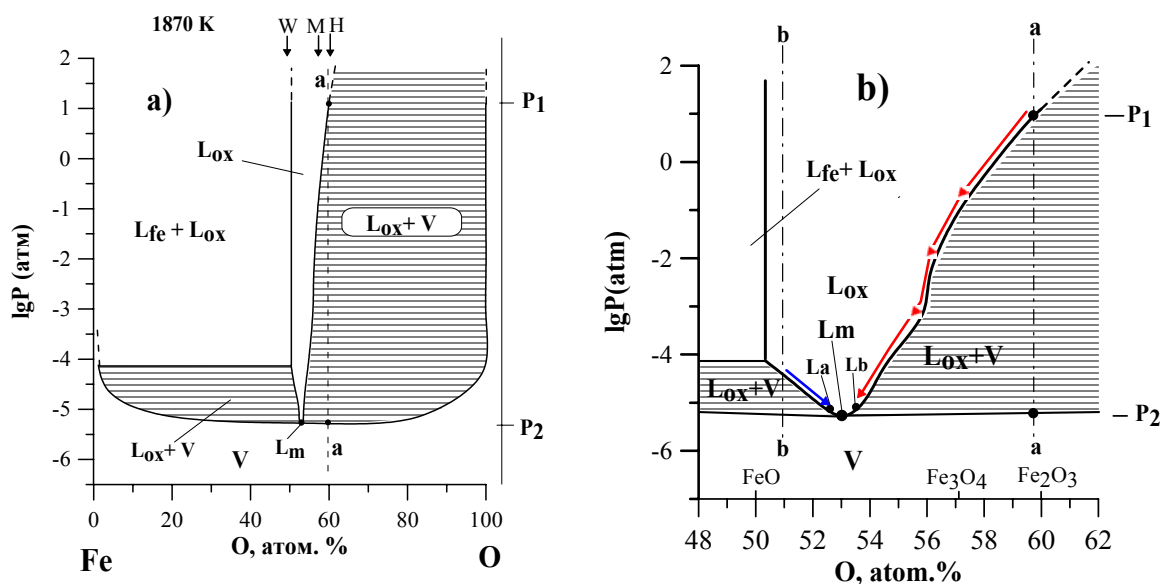 1870 K
W
M
H
2
1
0
-1
-2
-3
-4
-5
-6
lgP (атм)
a)
a
Lox
Lfe + Lox
Lox+ V
Lox+ V
V
Lm
a
P1
P2
0
20
40
60
80
100
O, атом. %
Fe
O
b
a
2
0
-2
-4
-6
lgP(atm)
b)
Lfe+ Lox
Lox
Lm
La
Lb
Lox+V
Lox+V
b
V
a
P1
P2
FeO
Fe3O4
Fe2O3
48
50
52
54
56
58
60
62
O, atom.%